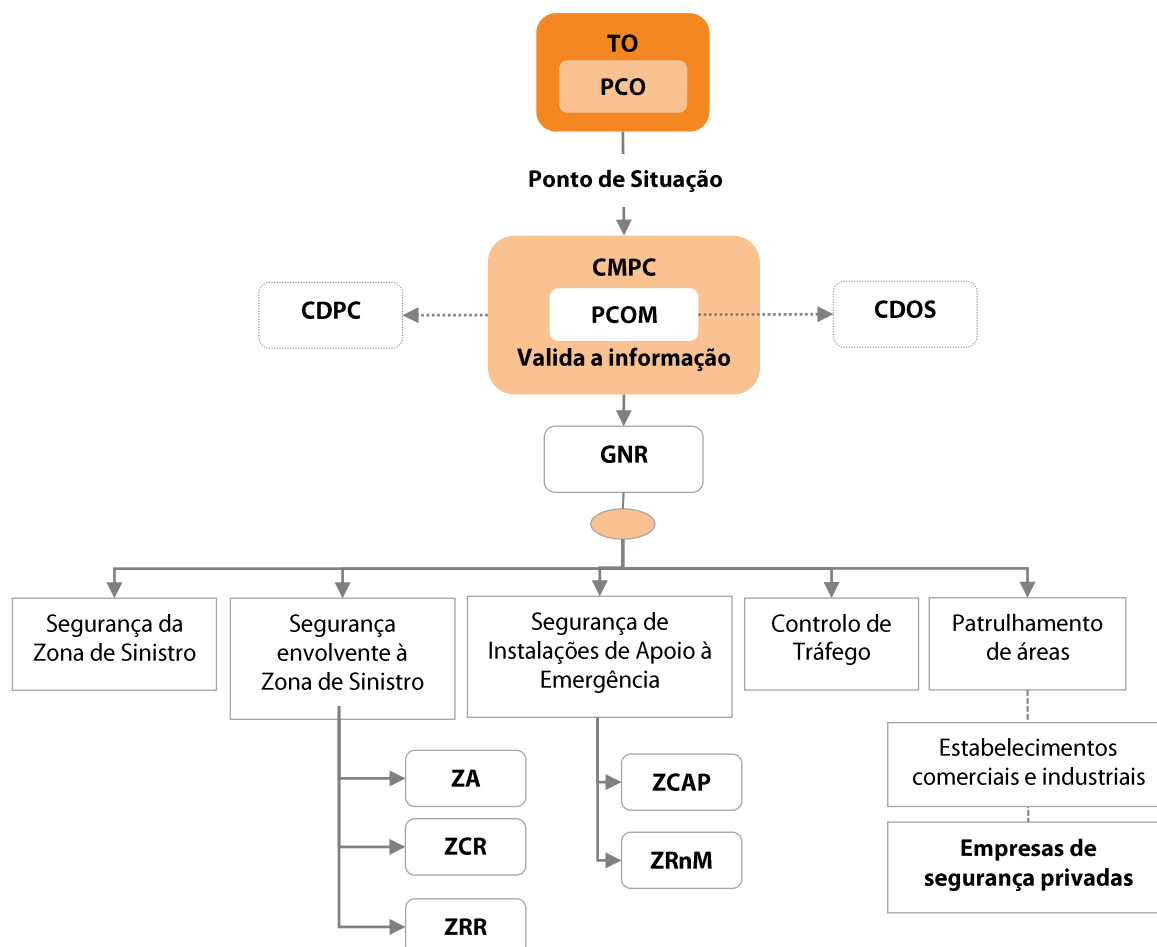 TO
PCO
Ponto de Situação
CMPC
PCOM
Valida a informação
CDPC
CDOS
GNR
Segurança da
Zona de Sinistro
Segurança
envolvente à
Zona de Sinistro
Segurança de
Instalações de Apoio à
Emergência
Controlo de
Tráfego
Patrulhamento
de áreas
ZA
ZCR
ZRR
ZCAP
ZRnM
Estabelecimentos
comerciais e industriais
Empresas de
segurança privadas